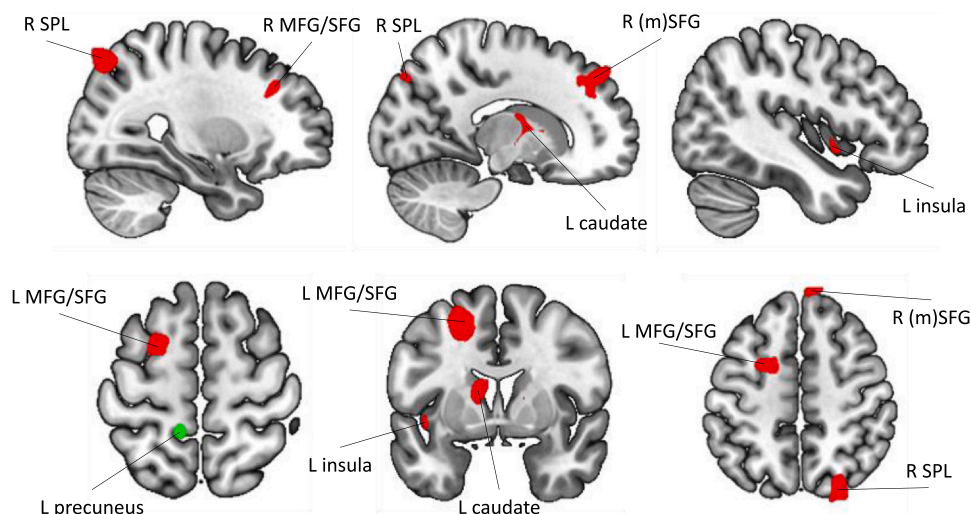 R SPL
R MFG/SFG
R SPL
R (m)SFG
L caudate
L insula
L MFG/SFG
L precuneus
L MFG/SFG
L insula
L caudate
R (m)SFG
L MFG/SFG
R SPL